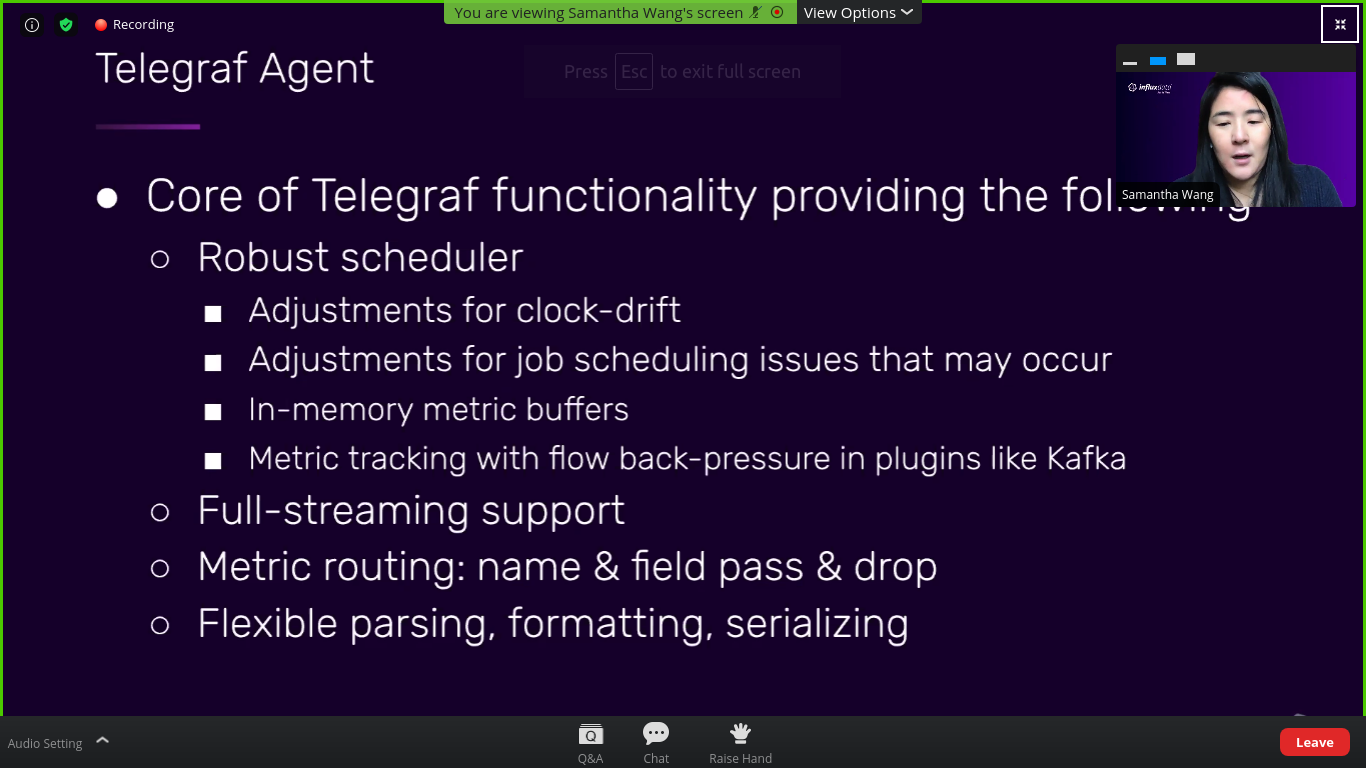 You are viewing Samantha Wang's screen
View Options
Recording
Telegraf Agent
Press Esc to exit full screen
influxdata
Samantha Wang
● Core of Telegraf functionality providing the following
○ Robust scheduler
■ Adjustments for clock-drift
■ Adjustments for job scheduling issues that may occur
■ In-memory metric buffers
■ Metric tracking with flow back-pressure in plugins like Kafka
○ Full-streaming support
○ Metric routing: name & field pass & drop
○ Flexible parsing, formatting, serializing
Audio Setting
Q&A
Chat
Raise Hand
Leave